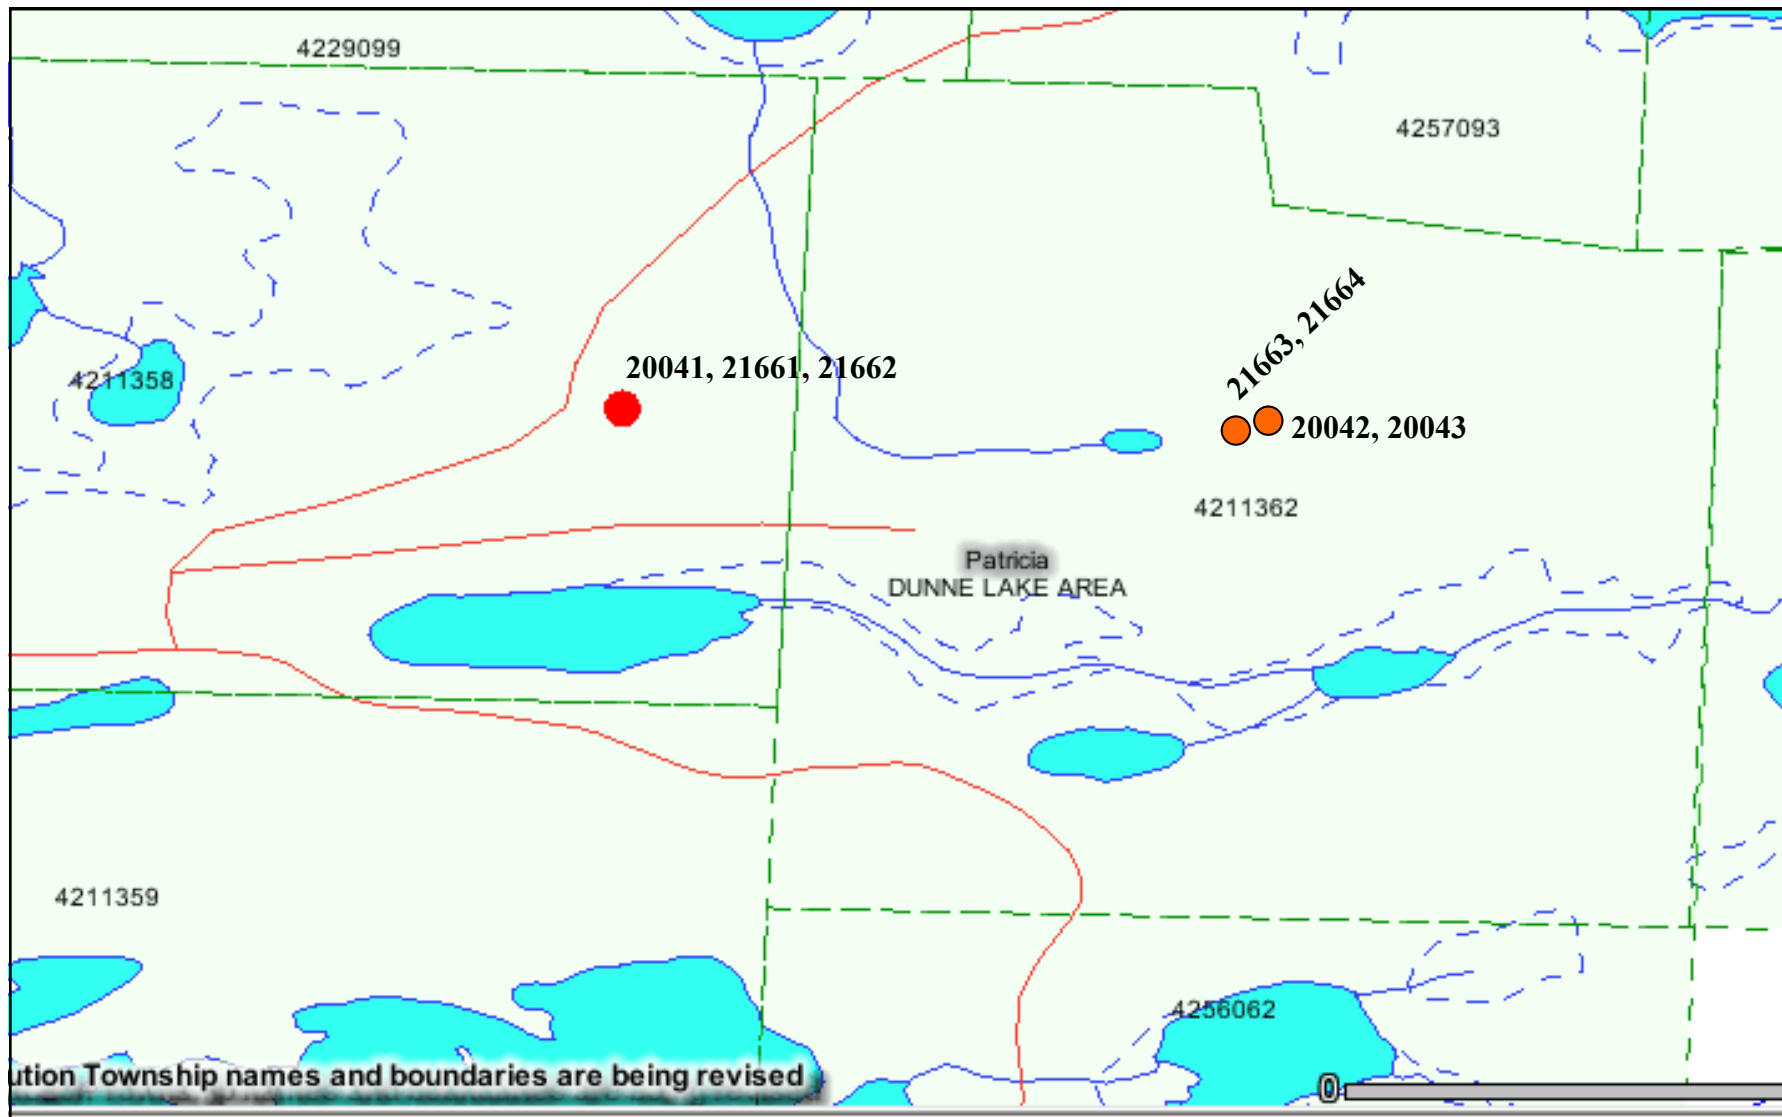 4229099
4257093
21663, 21664
20041, 21661, 21662
4211358
20042, 20043
4211362
Patricia
DUNNE LAKE AREA
4211359
4256062
ution Township names and boundaries are being revised
0